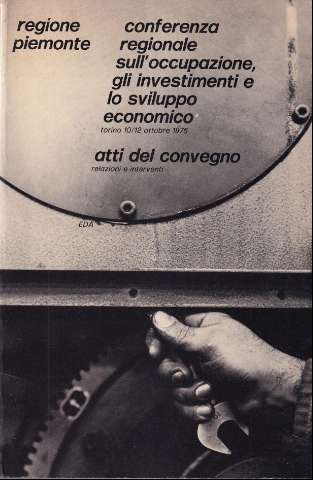 regione
piemonte
conferenza
regionale
sull'occupazione,
gli investimenti e
lo sviluppo
economico
torino 10/12 ottobre 1975
atti del convegno
relazioni e interventi
EDA